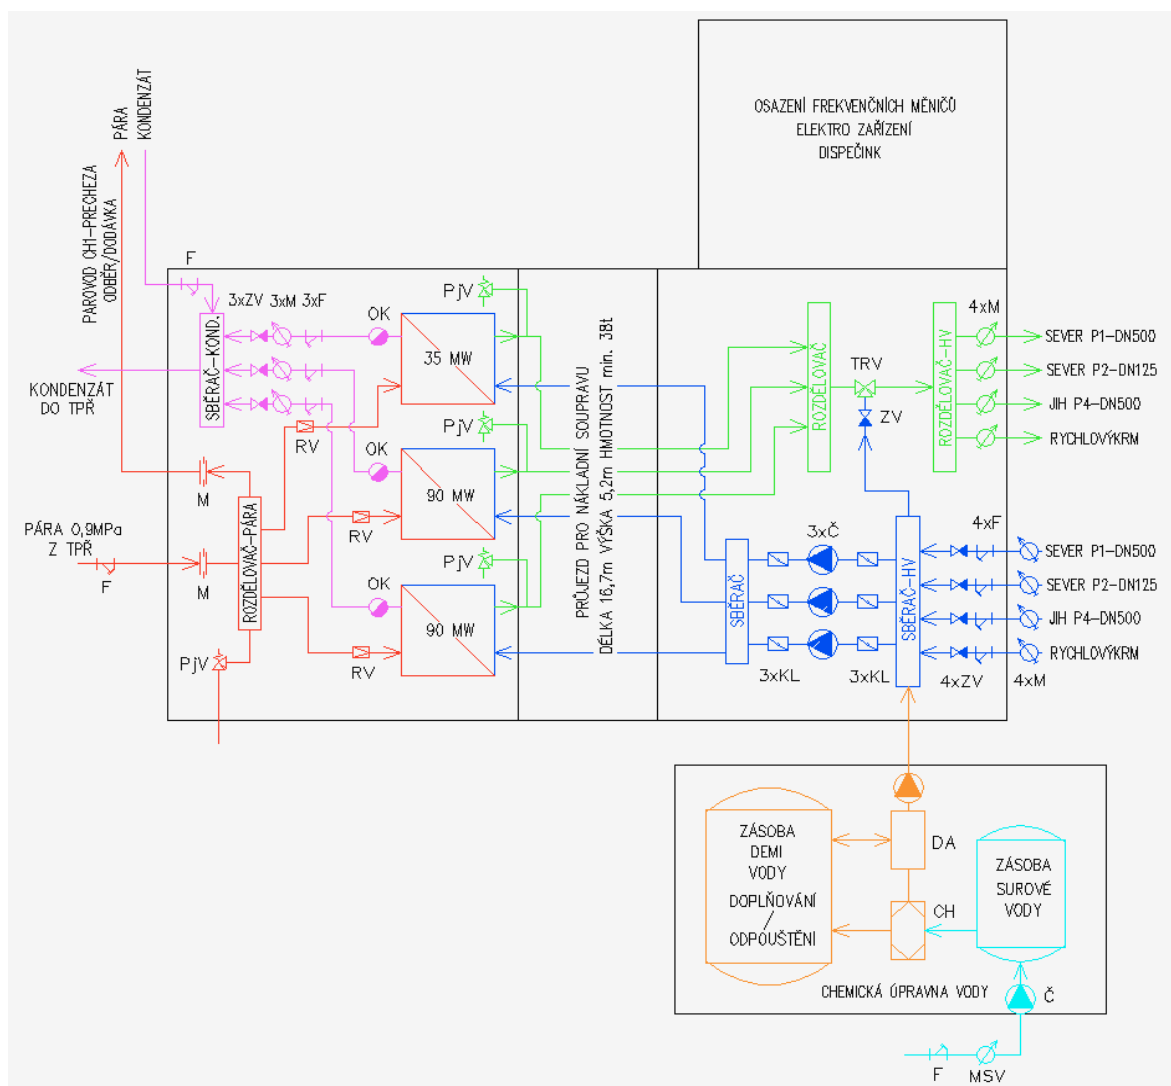 OSAZENÍ FREKVENČNÍCH MĚNIČŮ
ELEKTRO ZAŘÍZENÍ
DISPEČINK
PÁRA
KONDENZÁT
PAROVOD CH1-PRECHEZA
ODBĚR/DODÁVKA
F
3xZV 3xM 3xF
OK
PjV
SBĚRAČ-KOND.
35 MW
KONDENZÁT
DO TPŘ
RV
OK
PjV
90 MW
M
PÁRA 0,9MPa
Z TPŘ
F
M
ROZDĚLOVAČ-PÁRA
RV
OK
PjV
90 MW
RV
PjV
PRŮJEZD PRO NÁKLADNÍ SOUPRAVU
DÉLKA 16,7m VÝŠKA 5,2m HMOTNOST min. 38t
ROZDĚLOVAČ
TRV
ZV
ROZDĚLOVAČ-HV
4xM
SEVER P1-DN500
SEVER P2-DN125
JIH P4-DN500
RYCHLOVÝKRM
SBĚRAČ
3xČ
3xKL
3xKL
SBĚRAČ-HV
4xF
SEVER P1-DN500
SEVER P2-DN125
JIH P4-DN500
RYCHLOVÝKRM
4xZV
4xM
ZÁSOBA
DEMI
VODY
DOPLŇOVÁNÍ
/
ODPOUŠTĚNÍ
DA
CH
ZÁSOBA
SUROVÉ
VODY
CHEMICKÁ ÚPRAVNA VODY
Č
F
MSV